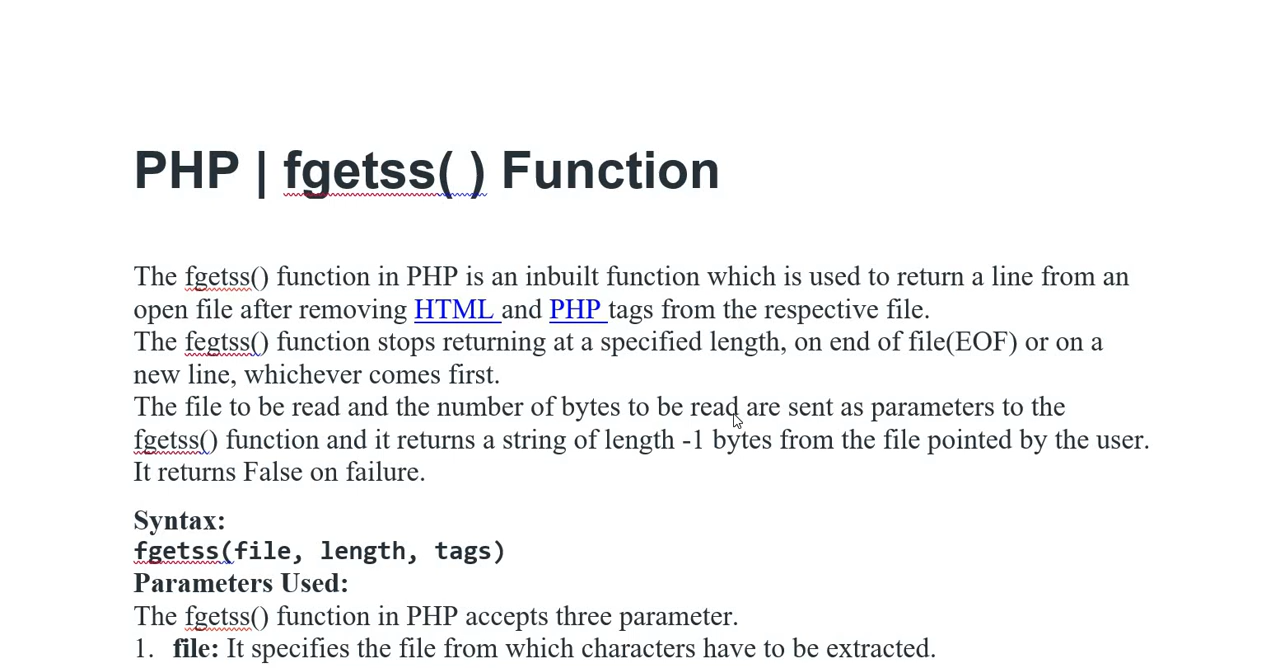 PHP | fgetss( ) Function
The fgetss() function in PHP is an inbuilt function which is used to return a line from an
open file after removing HTML and PHP tags from the respective file.
The fegtss() function stops returning at a specified length, on end of file(EOF) or on a
new line, whichever comes first.
The file to be read and the number of bytes to be read are sent as parameters to the
fgetss() function and it returns a string of length -1 bytes from the file pointed by the user.
It returns False on failure.
Syntax:
fgetss(file, length, tags)
Parameters Used:
The fgetss() function in PHP accepts three parameter.
1. file: It specifies the file from which characters have to be extracted.